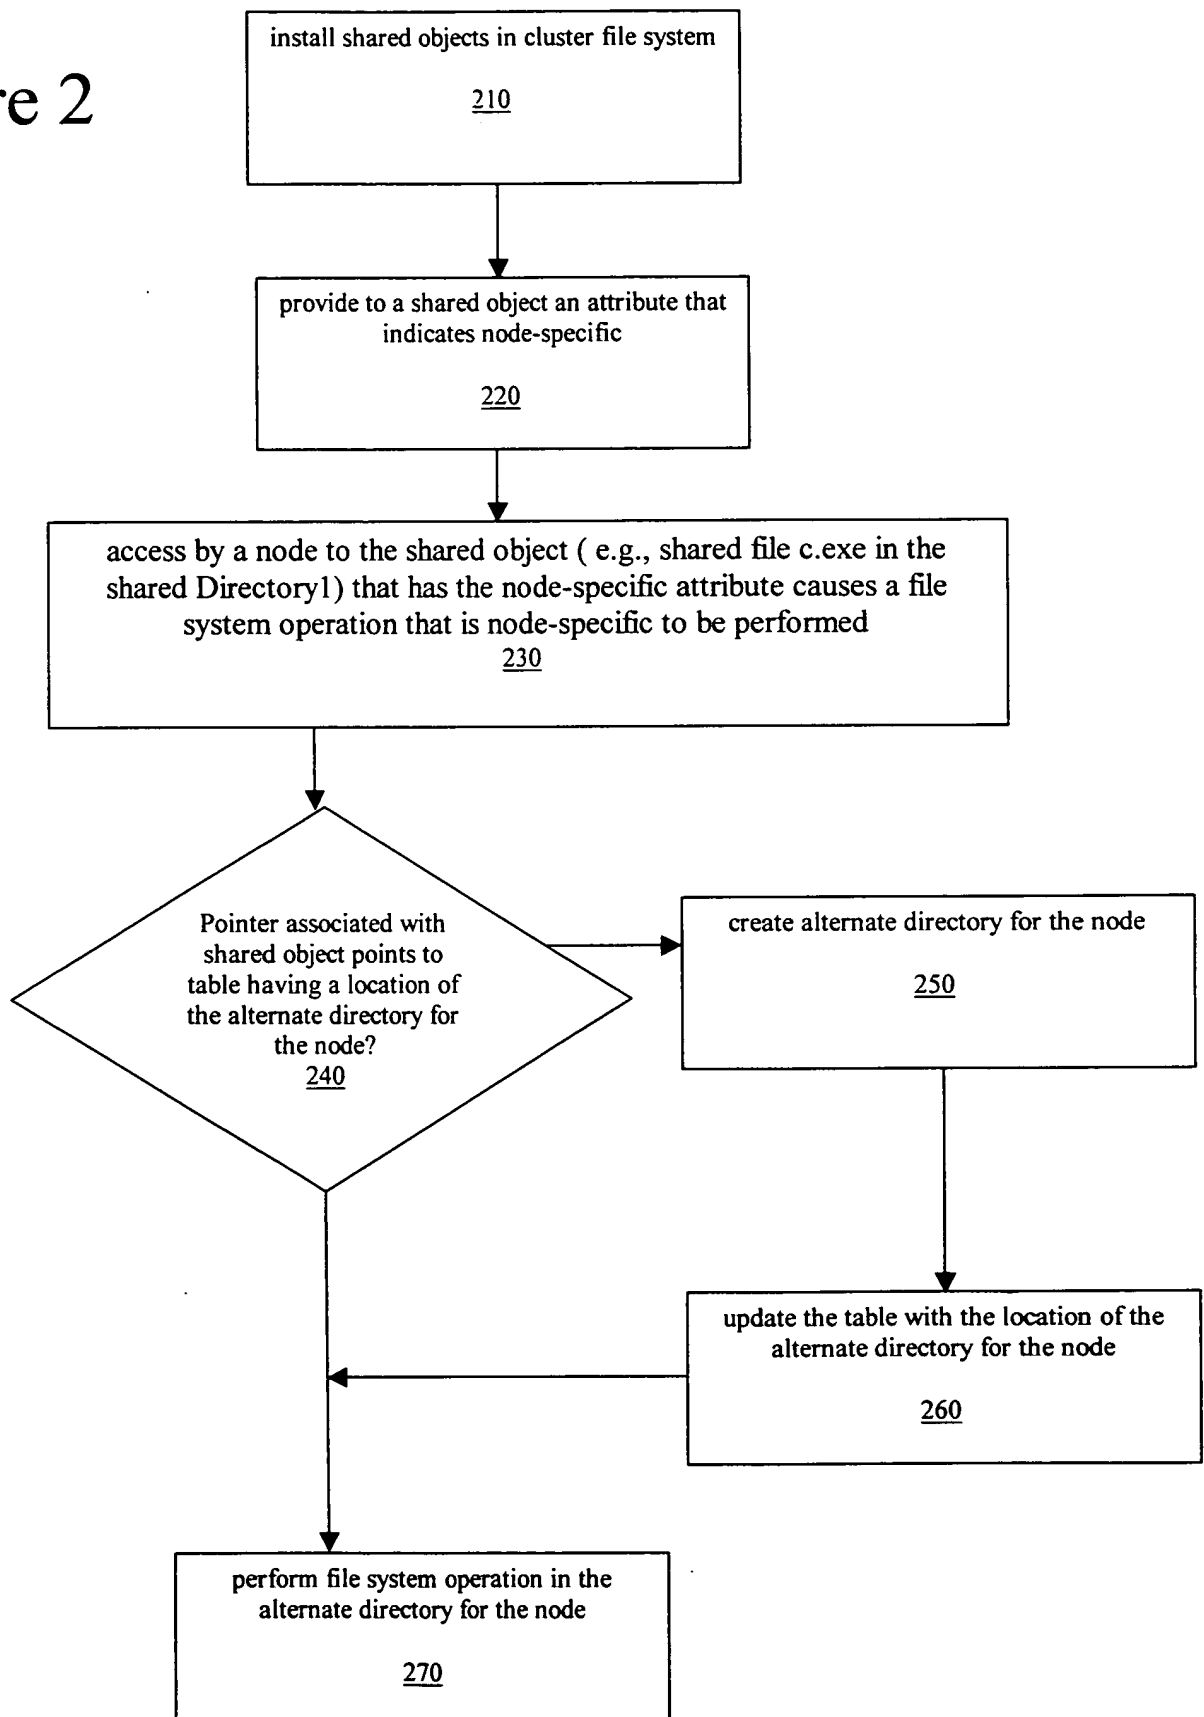 re 2
install shared objects in cluster file system
210
provide to a shared object an attribute that
indicates node-specific
220
access by a node to the shared object ( e.g., shared file c.exe in the
shared Directory1) that has the node-specific attribute causes a file
system operation that is node-specific to be performed
230
Pointer associated with
shared object points to
table having a location of
the alternate directory for
the node?
240
create alternate directory for the node
250
update the table with the location of the
alternate directory for the node
260
perform file system operation in the
alternate directory for the node
270